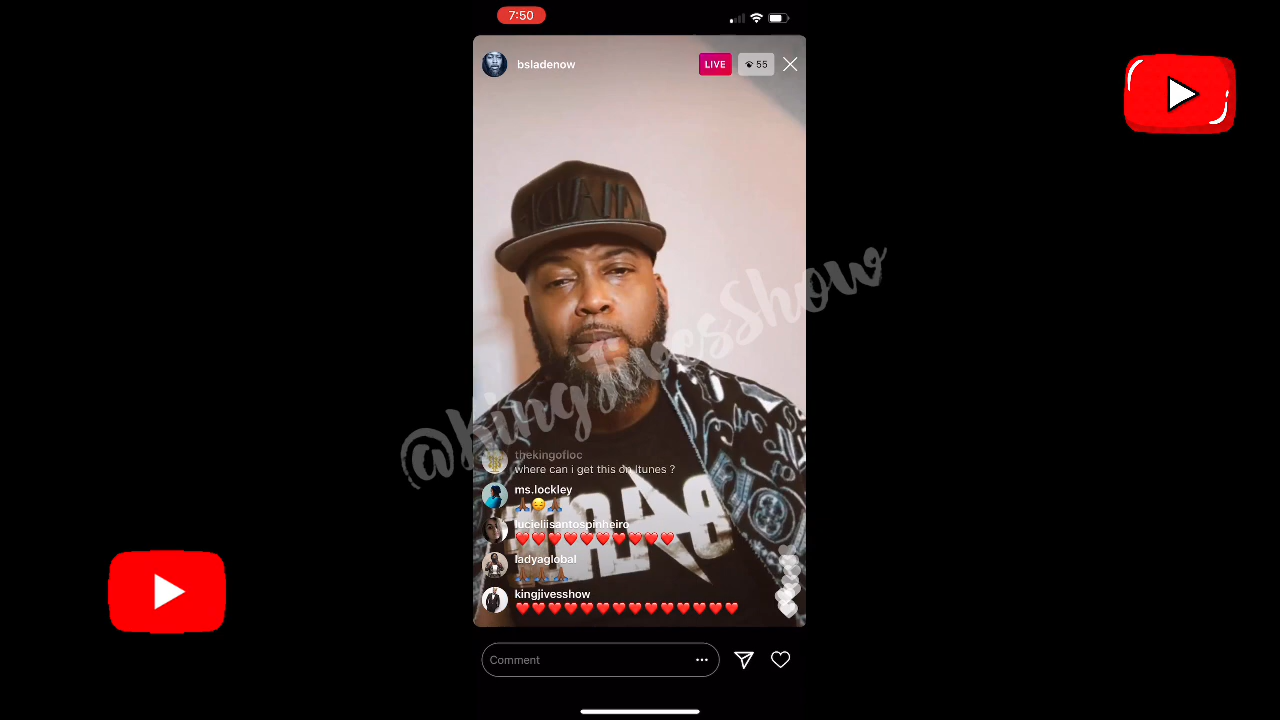 7:50
bsladenow
LIVE
55
@KingJivesShow
thekingofloc
where can i get this on Itunes ?
ms.lockley
lucieliisantospinheiro
ladyaglobal
kingjivesshow
Comment